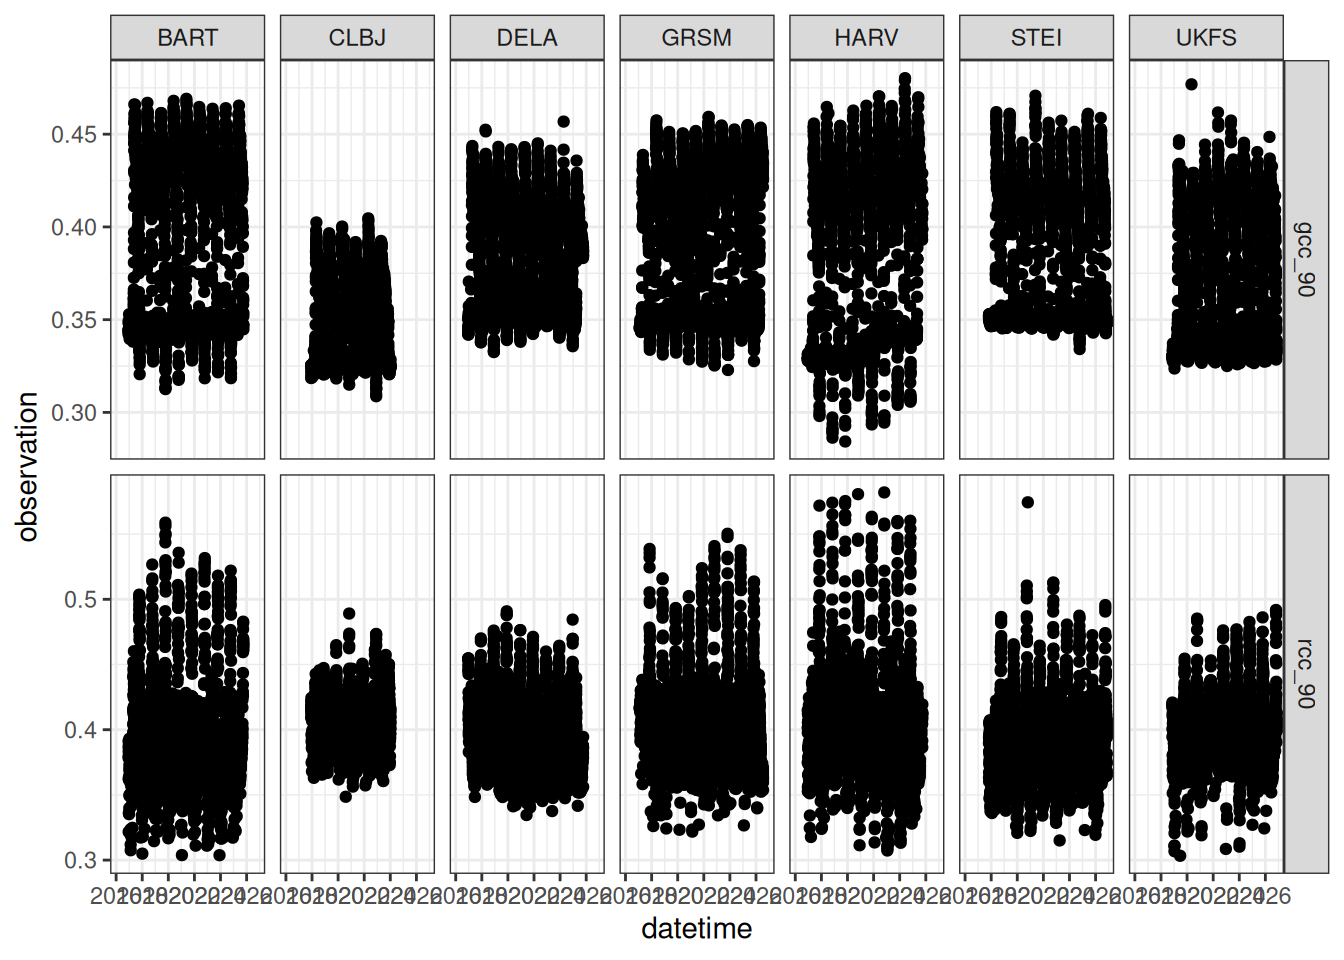 BART CLBJ DELA GRSM HARV STEI UKFS
0.45
0.40
0.35
0.30
gcc_90
observation
0.5
0.4
0.3
rcc_90
datetime